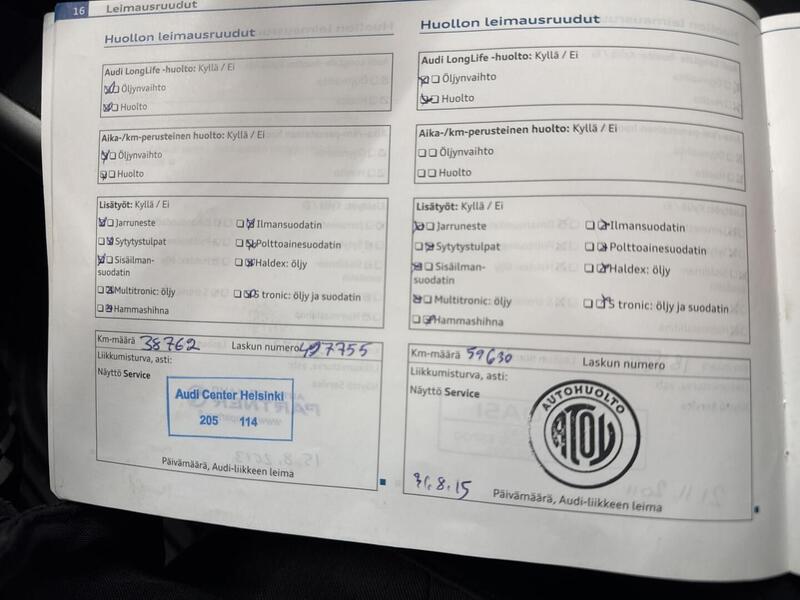 16 Leimausruudut
Huollon leimausruudut
Audi LongLife -huolto: Kyllä / Ei
Öljynvaihto
Huolto
Aika-/km-perusteinen huolto: Kyllä / Ei
Öljynvaihto
Huolto
Lisätyöt: Kyllä / Ei
Jarruneste
Ilmansuodatin
Sytytystulpat
Polttoainesuodatin
Sisäilman-
suodatin
Haldex: öljy
Multitronic: öljy
S tronic: öljy ja suodatin
Hammashihna
Km-määrä 38762 Laskun numero 497755
Liikkumisturva, asti:
Näyttö Service
Audi Center Helsinki
205 114
Päivämäärä, Audi-liikkeen leima
Huollon leimausruudut
Audi LongLife -huolto: Kyllä / Ei
Öljynvaihto
Huolto
Aika-/km-perusteinen huolto: Kyllä / Ei
Öljynvaihto
Huolto
Lisätyöt: Kyllä / Ei
Jarruneste
Ilmansuodatin
Sytytystulpat
Polttoainesuodatin
Sisäilman-
suodatin
Haldex: öljy
Multitronic: öljy
S tronic: öljy ja suodatin
Hammashihna
Km-määrä 59630 Laskun numero
Liikkumisturva, asti:
Näyttö Service
AUTOHUOLTO
ATOY
31.8.15
Päivämäärä, Audi-liikkeen leima